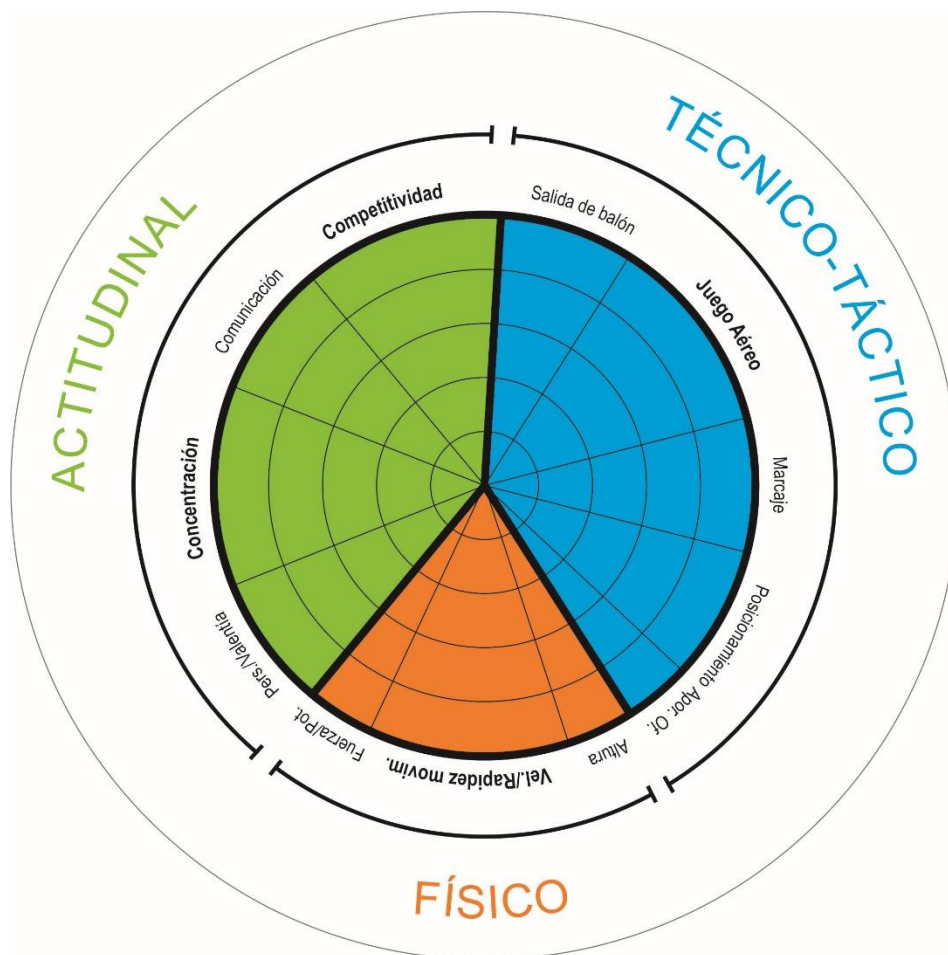 TÉCNICO-TÁCTICO
Salida de balón
Juego Aéreo
Marcaje
Posicionamiento
Apor. Of.
FÍSICO
Altura
Vel./Rapidez movim.
Fuerza/Pot.
ACTITUDINAL
Pers./Valentía
Concentración
Comunicación
Competitividad